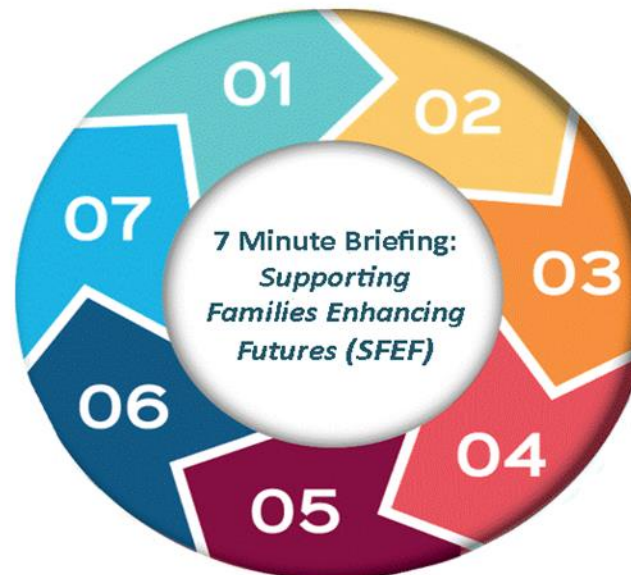 01
02
03
04
05
06
07
7 Minute Briefing:
Supporting
Families Enhancing
Futures (SFEF)